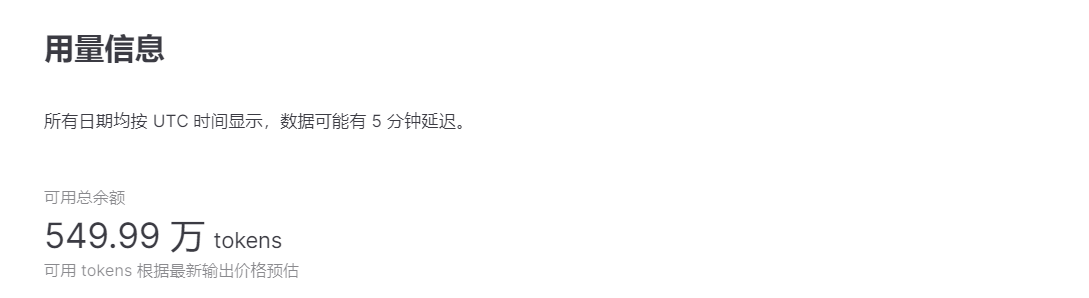 用量信息
所有日期均按 UTC 时间显示，数据可能有 5 分钟延迟。
可用总余额
549.99 万 tokens
可用 tokens 根据最新输出价格预估